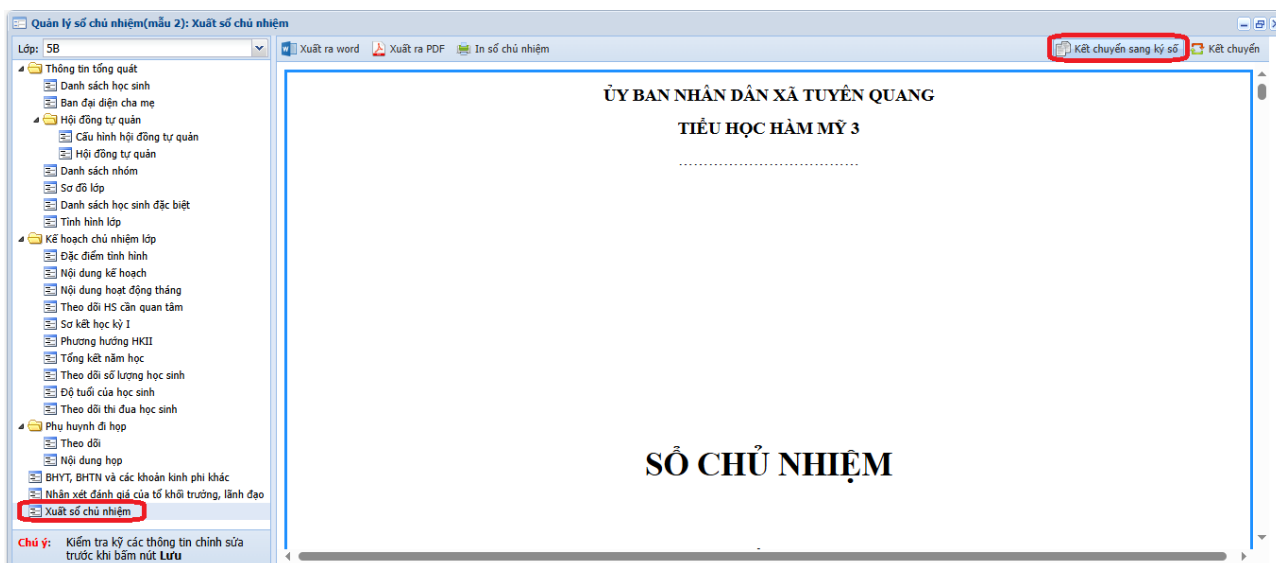 Quản lý sổ chủ nhiệm(mẫu 2): Xuất sổ chủ nhiệm
Lớp: 5B
Xuất ra word Xuất ra PDF In sổ chủ nhiệm Kết chuyển sang ký số Kết chuyển
Thông tin tổng quát
Danh sách học sinh
Ban đại diện cha mẹ
Hội đồng tự quản
Cấu hình hội đồng tự quản
Hội đồng tự quản
Danh sách nhóm
Sơ đồ lớp
Danh sách học sinh đặc biệt
Tình hình lớp
Kế hoạch chủ nhiệm lớp
Đặc điểm tình hình
Nội dung kế hoạch
Nội dung hoạt động tháng
Theo dõi HS cần quan tâm
Sơ kết học kỳ I
Phương hướng HKII
Tổng kết năm học
Theo dõi số lượng học sinh
Độ tuổi của học sinh
Theo dõi thi đua học sinh
Phụ huynh đi họp
Theo dõi
Nội dung họp
BHYT, BHTN và các khoản kinh phí khác
Nhận xét đánh giá của tổ khối trưởng, lãnh đạo
Xuất sổ chủ nhiệm
Chú ý: Kiểm tra kỹ các thông tin chỉnh sửa
trước khi bấm nút Lưu
ỦY BAN NHÂN DÂN XÃ TUYÊN QUANG
TIỂU HỌC HÀM MỸ 3
....................................
SỔ CHỦ NHIỆM